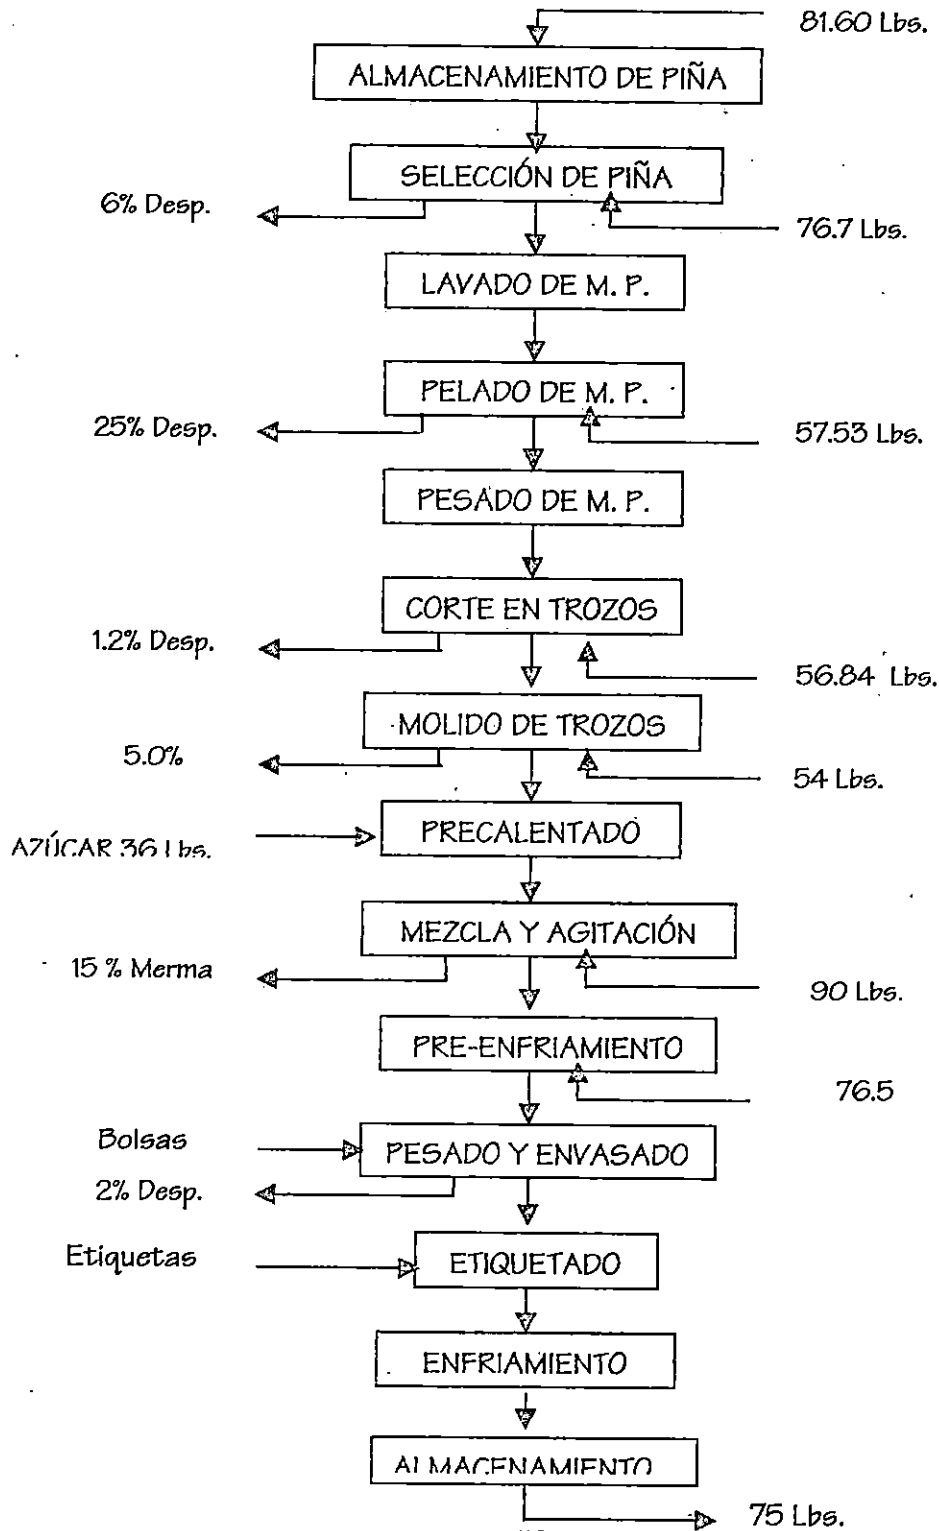 81.60 Lbs.
ALMACENAMIENTO DE PIÑA
SELECCIÓN DE PIÑA
6% Desp.
76.7 Lbs.
LAVADO DE M. P.
PELADO DE M. P.
25% Desp.
57.53 Lbs.
PESADO DE M. P.
CORTE EN TROZOS
1.2% Desp.
56.84 Lbs.
MOLIDO DE TROZOS
5.0%
54 Lbs.
PRECALENTADO
AZÚCAR 36 Lbs.
MEZCLA Y AGITACIÓN
15 % Merma
90 Lbs.
PRE-ENFRIAMIENTO
76.5
Bolsas
PESADO Y ENVASADO
2% Desp.
Etiquetas
ETIQUETADO
ENFRIAMIENTO
ALMACENAMIENTO
75 Lbs.